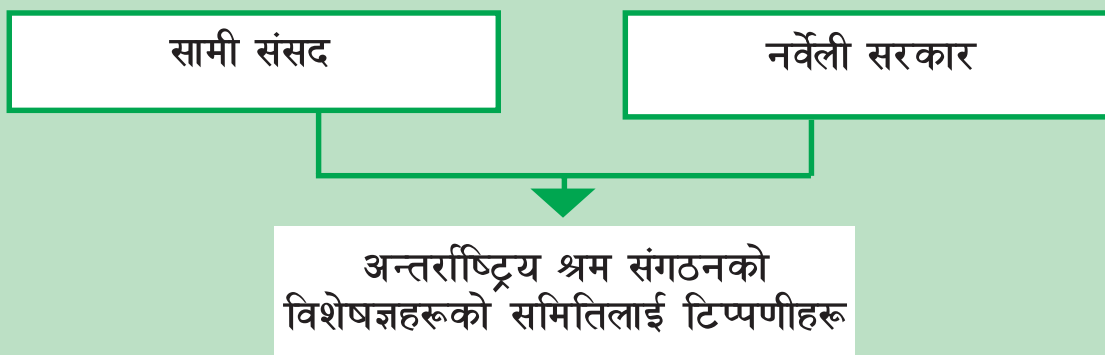 सामी संसद
नर्वेली सरकार
अन्तर्राष्ट्रिय श्रम संगठनको
विशेषज्ञहरूको समितिलाई टिप्पणीहरू